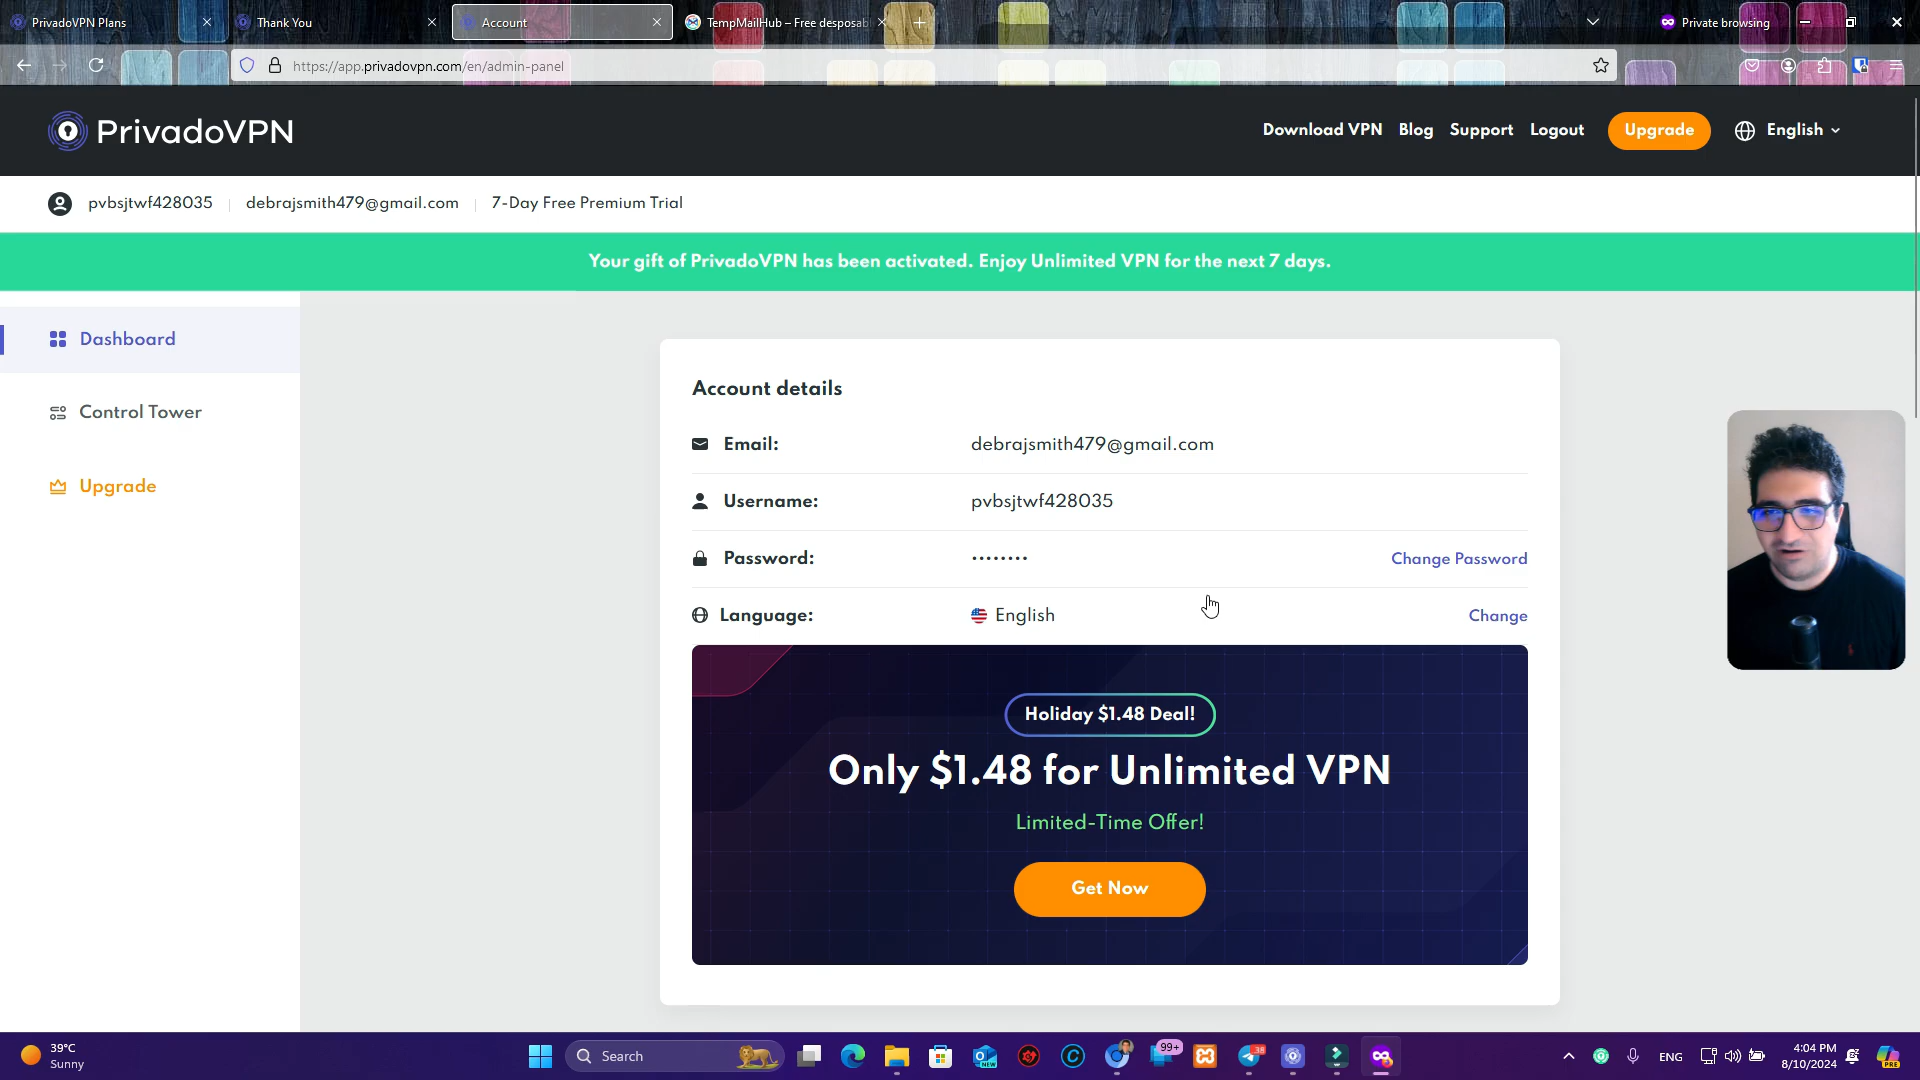 PrivadoVPN Plans
Thank You
Account
TempMailHub – Free desposab
Private browsing
https://app.privadovpn.com/en/admin-panel
PrivadoVPN
Download VPN
Blog
Support
Logout
Upgrade
English
pvbsjtwf428035
debrajsmith479@gmail.com
7-Day Free Premium Trial
Your gift of PrivadoVPN has been activated. Enjoy Unlimited VPN for the next 7 days.
Dashboard
Control Tower
Upgrade
Account details
Email: debrajsmith479@gmail.com
Username: pvbsjtwf428035
Password: •••••••• Change Password
Language: English Change
Holiday $1.48 Deal!
Only $1.48 for Unlimited VPN
Limited-Time Offer!
Get Now
39°C
Sunny
Search
NEW
99+
38
ENG
4:04 PM
8/10/2024
PRE